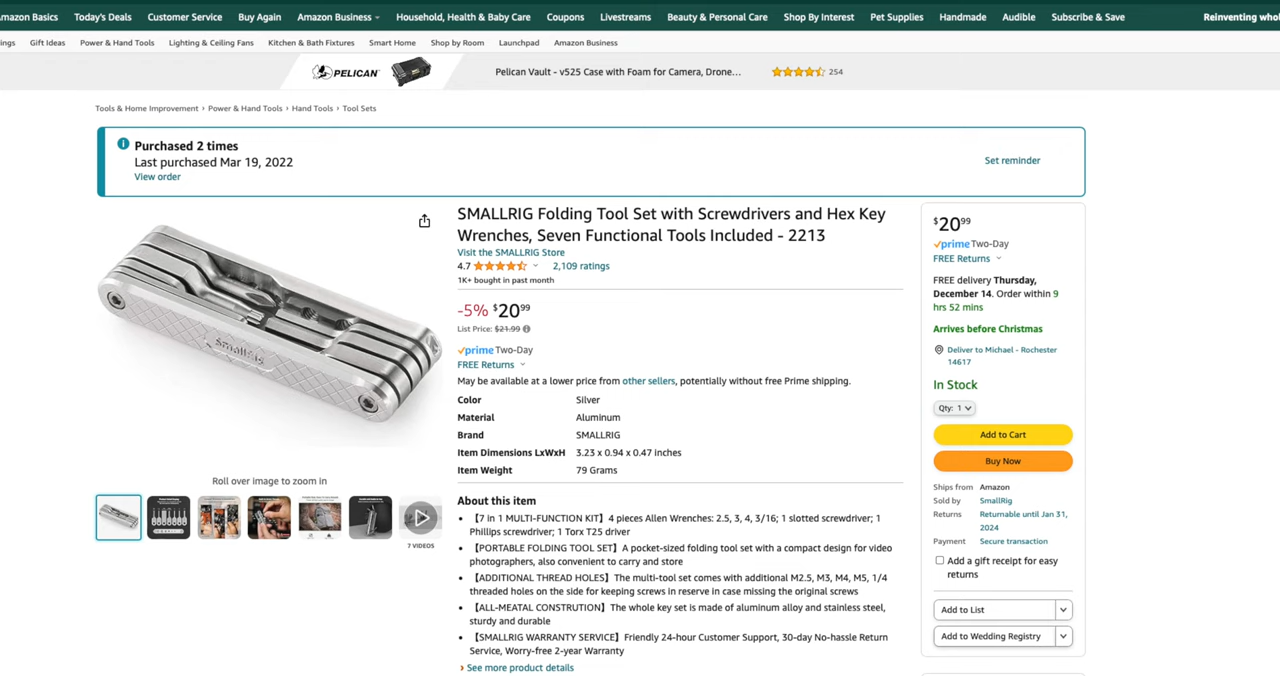 Amazon Basics Today's Deals Customer Service Buy Again Amazon Business Household, Health & Baby Care Coupons Livestreams Beauty & Personal Care Shop By Interest Pet Supplies Handmade Audible Subscribe & Save Reinventing
Gift Ideas Power & Hand Tools Lighting & Ceiling Fans Kitchen & Bath Fixtures Smart Home Shop by Room Launchpad Amazon Business
PELICAN Pelican Vault - v525 Case with Foam for Camera, Drone... 254
Tools & Home Improvement › Power & Hand Tools › Hand Tools › Tool Sets
Purchased 2 times
Last purchased Mar 19, 2022
View order
Set reminder
SmallRig
Roll over image to zoom in
7 VIDEOS
SMALLRIG Folding Tool Set with Screwdrivers and Hex Key
Wrenches, Seven Functional Tools Included - 2213
Visit the SMALLRIG Store
4.7 2,109 ratings
1K+ bought in past month
-5% $20 99
List Price: $21.99
prime Two-Day
FREE Returns
May be available at a lower price from other sellers, potentially without free Prime shipping.
Color Silver
Material Aluminum
Brand SMALLRIG
Item Dimensions LxWxH 3.23 x 0.94 x 0.47 inches
Item Weight 79 Grams
About this item
• 【7 in 1 MULTI-FUNCTION KIT】4 pieces Allen Wrenches: 2.5, 3, 4, 3/16; 1 slotted screwdriver; 1
Phillips screwdriver; 1 Torx T25 driver
• 【PORTABLE FOLDING TOOL SET】A pocket-sized folding tool set with a compact design for video
photographers, also convenient to carry and store
• 【ADDITIONAL THREAD HOLES】The multi-tool set comes with additional M2.5, M3, M4, M5, 1/4
threaded holes on the side for keeping screws in reserve in case missing the original screws
• 【ALL-MEATAL CONSTRUTION】The whole key set is made of aluminum alloy and stainless steel,
sturdy and durable
• 【SMALLRIG WARRANTY SERVICE】Friendly 24-hour Customer Support, 30-day No-hassle Return
Service, Worry-free 2-year Warranty
› See more product details
$20 99
prime Two-Day
FREE Returns
FREE delivery Thursday,
December 14. Order within 9
hrs 52 mins
Arrives before Christmas
Deliver to Michael - Rochester
14617
In Stock
Qty: 1
Add to Cart
Buy Now
Ships from Amazon
Sold by SmallRig
Returns Returnable until Jan 31,
2024
Payment Secure transaction
Add a gift receipt for easy
returns
Add to List
Add to Wedding Registry